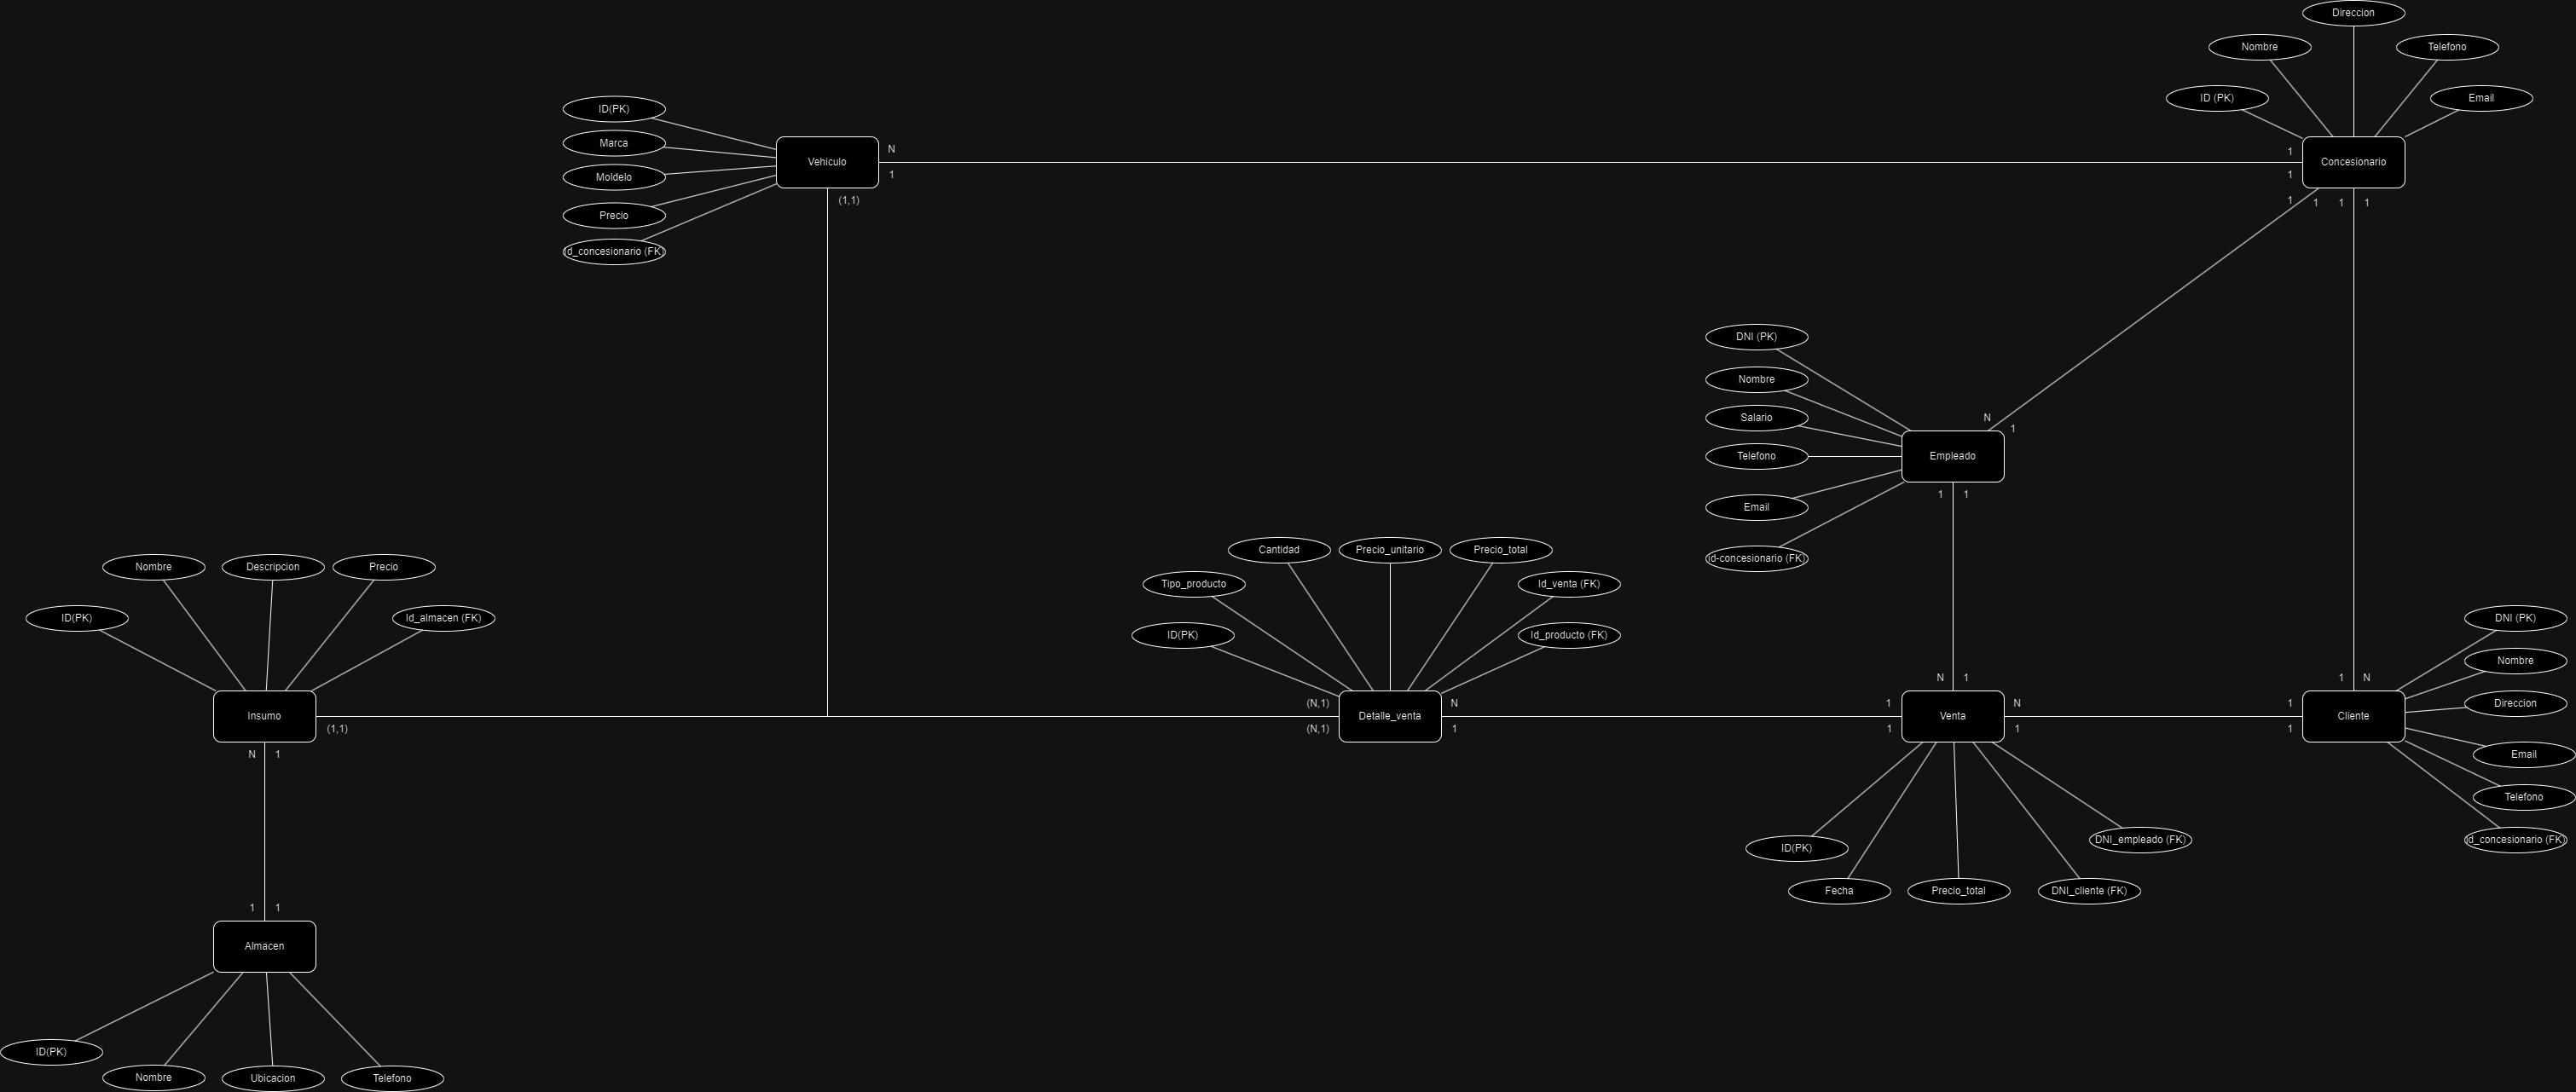 Direccion
Nombre
Telefono
ID (PK)
Email
ID(PK)
Marca
Moldelo
Precio
Id_concesionario (FK)
Vehiculo
N
1
(1,1)
1
1
Concesionario
1
1
1
1
DNI (PK)
Nombre
Salario
Telefono
Email
id-concesionario (FK)
N
1
Empleado
1
1
Nombre
Descripcion
Precio
ID(PK)
Id_almacen (FK)
Cantidad
Precio_unitario
Precio_total
Tipo_producto
Id_venta (FK)
ID(PK)
Id_producto (FK)
DNI (PK)
Nombre
Direccion
Email
Telefono
id_concesionario (FK)
N
1
1
N
Insumo
(1,1)
(N,1)
(N,1)
Detalle_venta
N
1
1
1
Venta
N
1
1
1
Cliente
N
1
1
1
Almacen
ID(PK)
Fecha
Precio_total
DNI_cliente (FK)
DNI_empleado (FK)
ID(PK)
Nombre
Ubicacion
Telefono